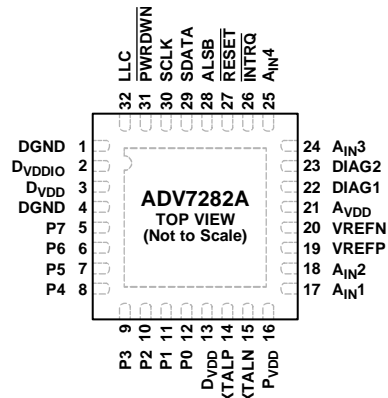 32 LLC
31 PWRDWN
30 SCLK
29 SDATA
28 ALSB
27 RESET
26 INTRQ
25 AIN4
DGND 1
DVDDIO 2
DVDD 3
DGND 4
P7 5
P6 6
P5 7
P4 8
ADV7282A
TOP VIEW
(Not to Scale)
24 AIN3
23 DIAG2
22 DIAG1
21 AVDD
20 VREFN
19 VREFP
18 AIN2
17 AIN1
9 P3
10 P2
11 P1
12 P0
13 DVDD
14 XTALP
15 XTALN
16 PVDD